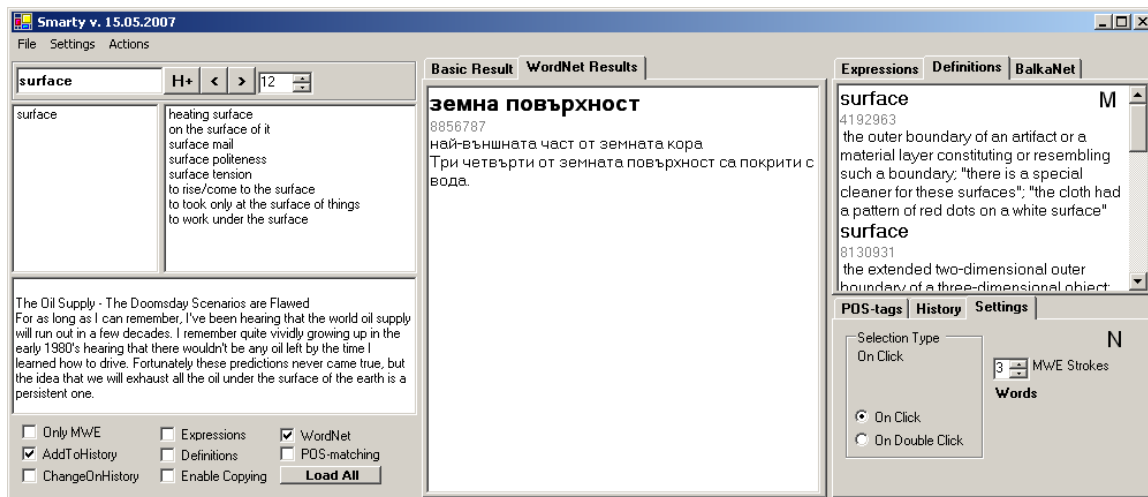 Smarty v. 15.05.2007
File Settings Actions
surface H+ < > 12
surface
heating surface
on the surface of it
surface mail
surface politeness
surface tension
to rise/come to the surface
to took only at the surface of things
to work under the surface
The Oil Supply - The Doomsday Scenarios are Flawed
For as long as I can remember, I've been hearing that the world oil supply
will run out in a few decades. I remember quite vividly growing up in the
early 1980's hearing that there wouldn't be any oil left by the time I
learned how to drive. Fortunately these predictions never came true, but
the idea that we will exhaust all the oil under the surface of the earth is a
persistent one.
Only MWE Expressions WordNet
AddToHistory Definitions POS-matching
ChangeOnHistory Enable Copying Load All
Basic Result WordNet Results
земна повърхност
8856787
най-външната част от земната кора
Три четвърти от земната повърхност са покрити с
вода.
Expressions Definitions BalkaNet
surface M
4192963
the outer boundary of an artifact or a
material layer constituting or resembling
such a boundary; "there is a special
cleaner for these surfaces"; "the cloth had
a pattern of red dots on a white surface"
surface
8130931
the extended two-dimensional outer
boundary of a three-dimensional object;
POS-tags History Settings
Selection Type N
On Click
3 MWE Strokes
Words
On Click
On Double Click